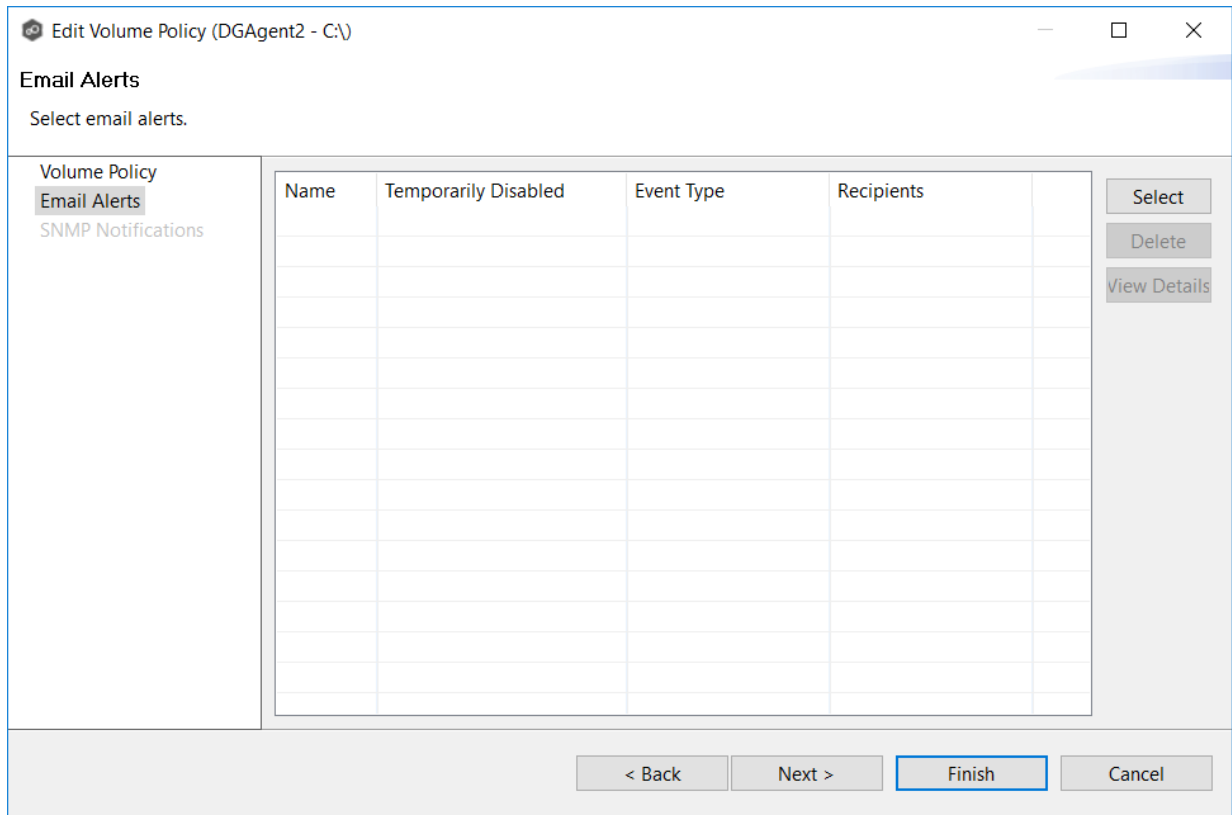 Edit Volume Policy (DGAgent2 - C:\)
Email Alerts
Select email alerts.
Volume Policy
Email Alerts
SNMP Notifications
Name Temporarily Disabled Event Type Recipients
Select
Delete
View Details
< Back Next > Finish Cancel